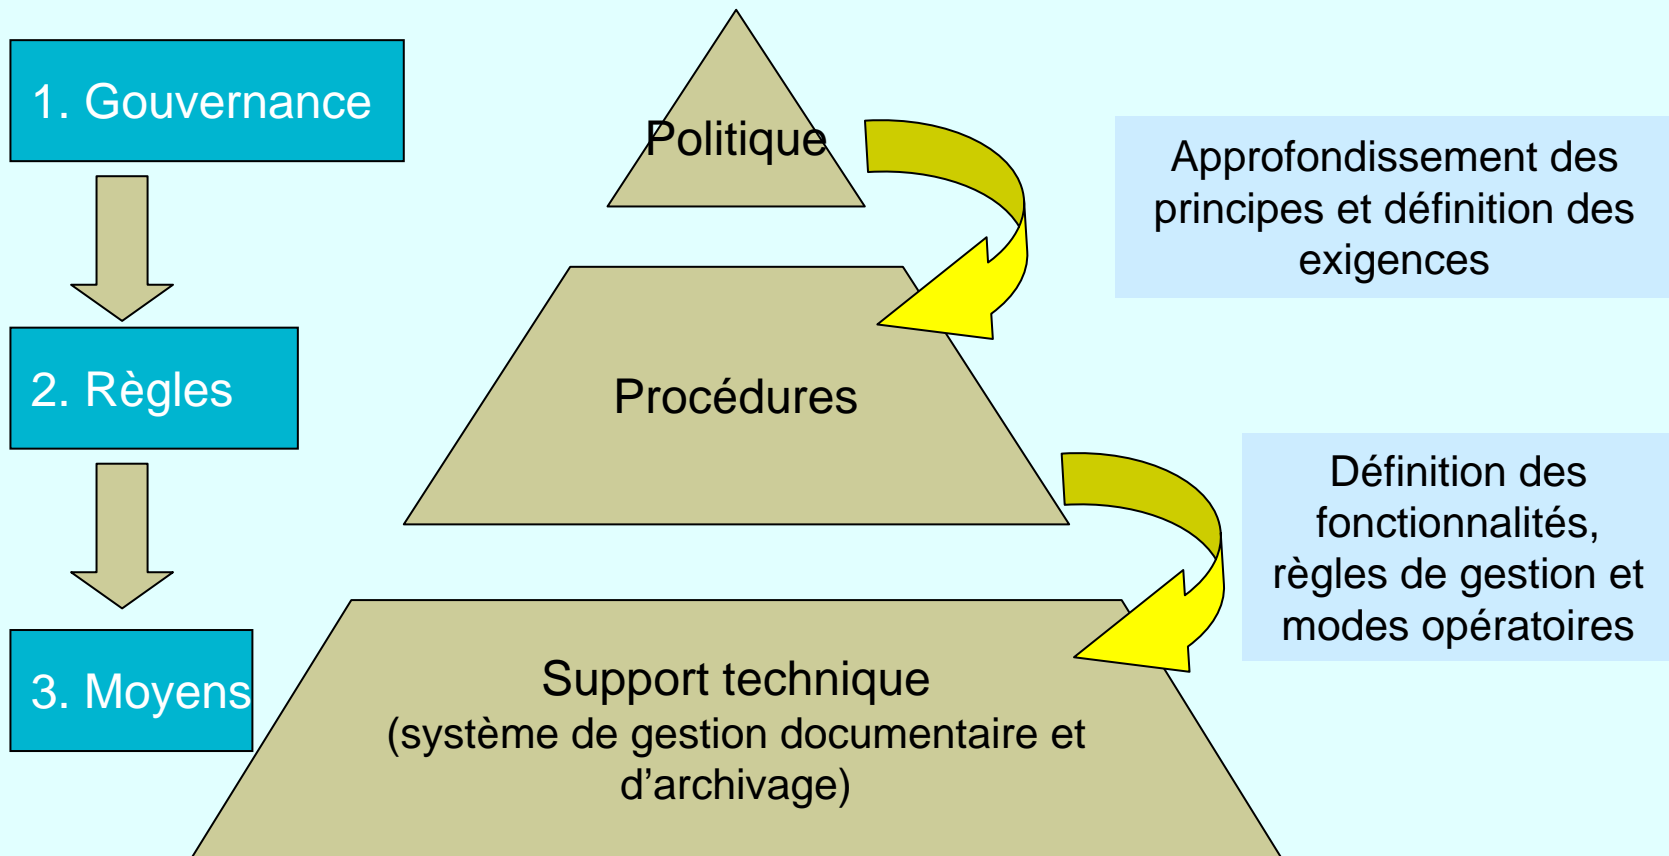 1. Gouvernance
Politique
Approfondissement des
principes et définition des
exigences
2. Règles
Procédures
Définition des
fonctionnalités,
règles de gestion et
modes opératoires
3. Moyens
Support technique
(système de gestion documentaire et
d’archivage)